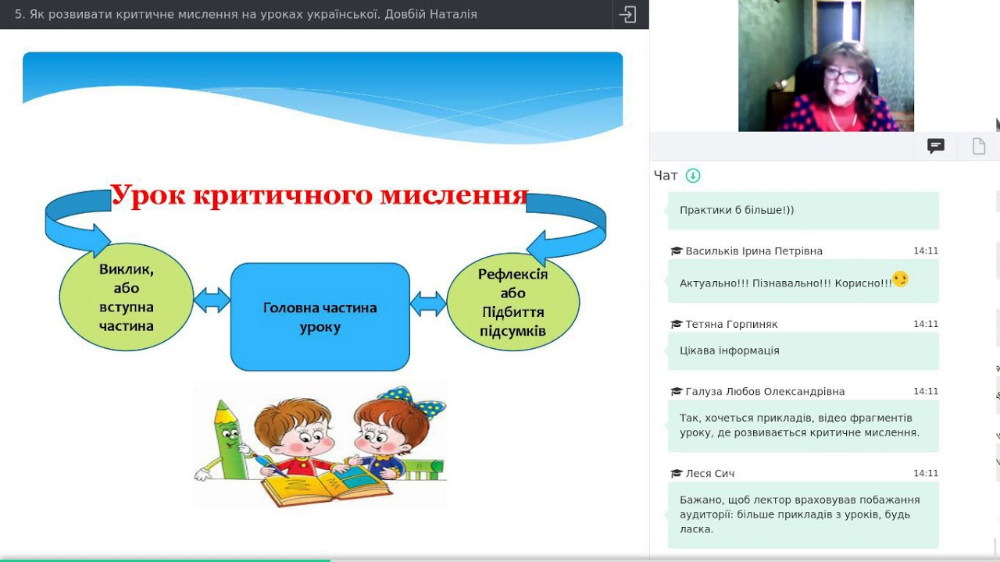 5. Як розвивати критичне мислення на уроках української. Довбій Наталія
Урок критичного мислення
Виклик,
або
вступна
частина
Головна частина
уроку
Рефлексія
або
Підбиття
підсумків
Чат
Практики б більше!))
Васильків Ірина Петрівна 14:11
Актуально!!! Пізнавально!!! Корисно!!!
Тетяна Горпиняк 14:11
Цікава інформація
Галуза Любов Олександрівна 14:11
Так, хочеться прикладів, відео фрагментів
уроку, де розвивається критичне мислення.
Леся Сич 14:11
Бажано, щоб лектор враховував побажання
аудиторії: більше прикладів з уроків, будь
ласка.